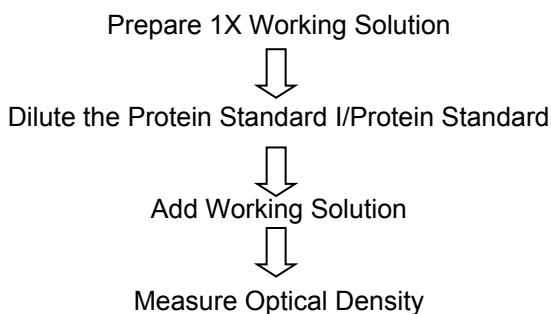 Prepare 1X Working Solution
Dilute the Protein Standard I/Protein Standard
Add Working Solution
Measure Optical Density